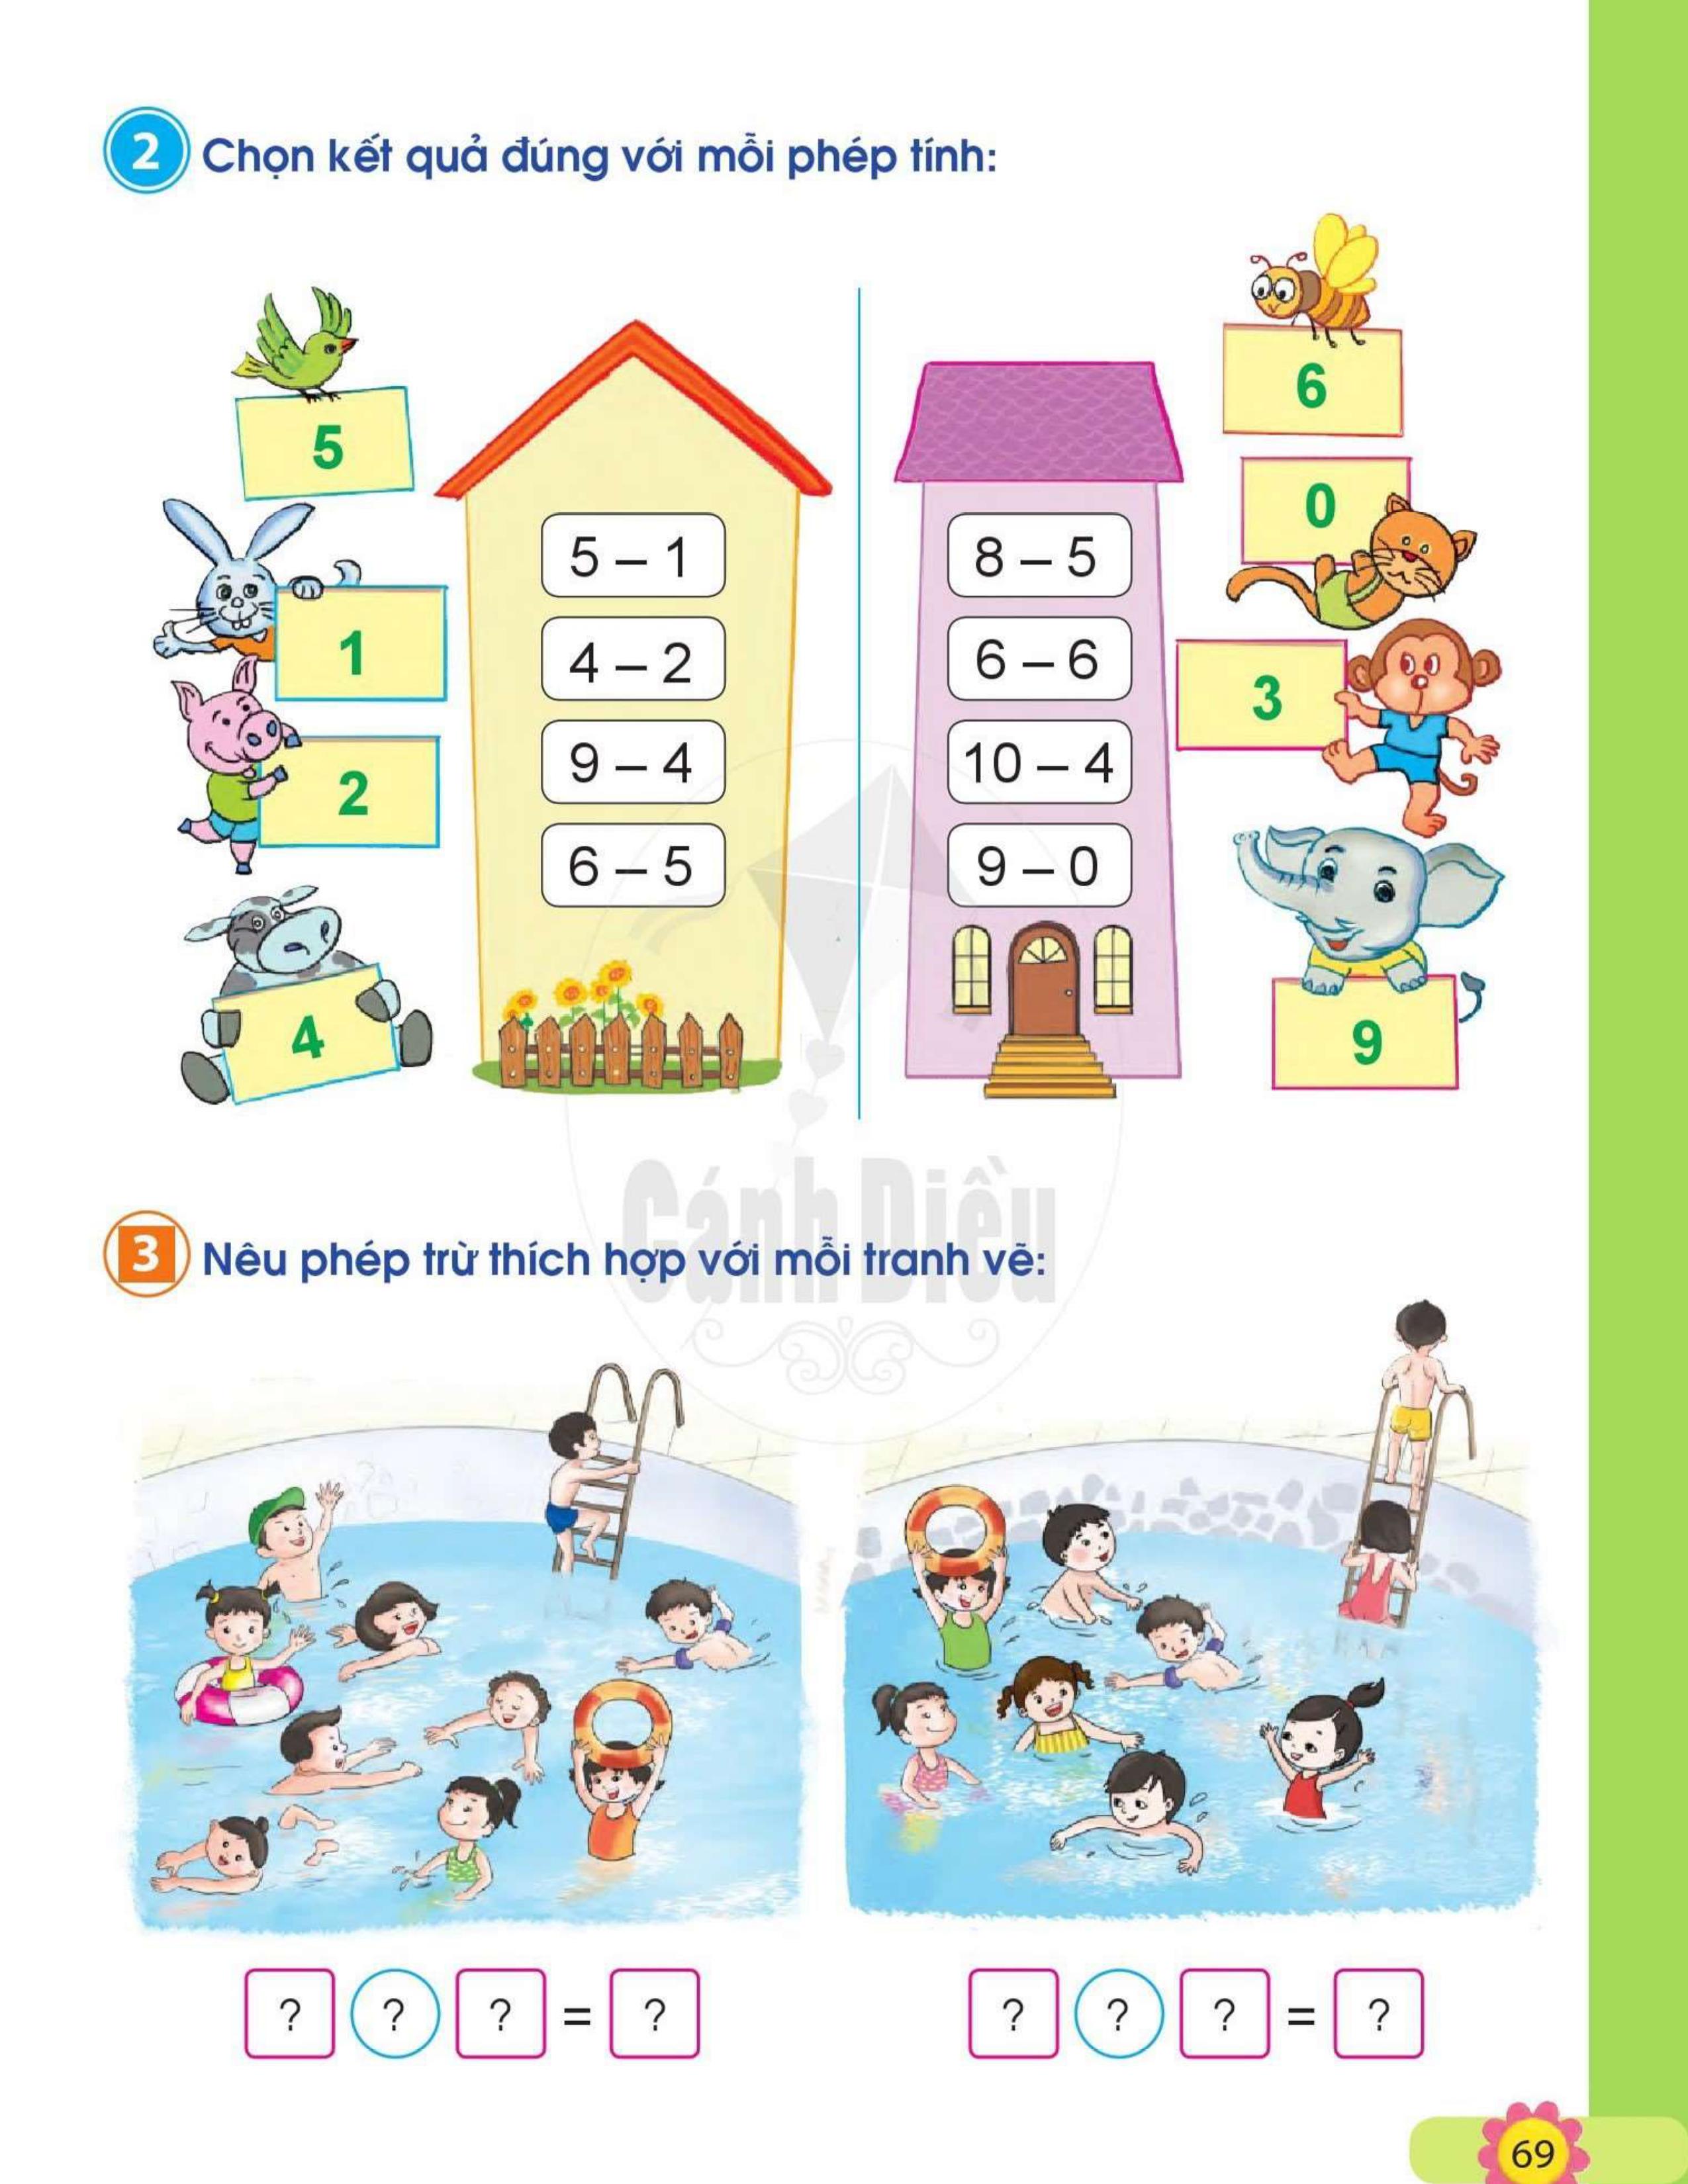 2 Chọn kết quả đúng với mỗi phép tính:
5
1
2
4
5 – 1
4 – 2
9 – 4
6 – 5
8 – 5
6 – 6
10 – 4
9 – 0
6
0
3
9
Cánh Diều
3 Nêu phép trừ thích hợp với mỗi tranh vẽ:
? ? ? = ?
? ? ? = ?
69